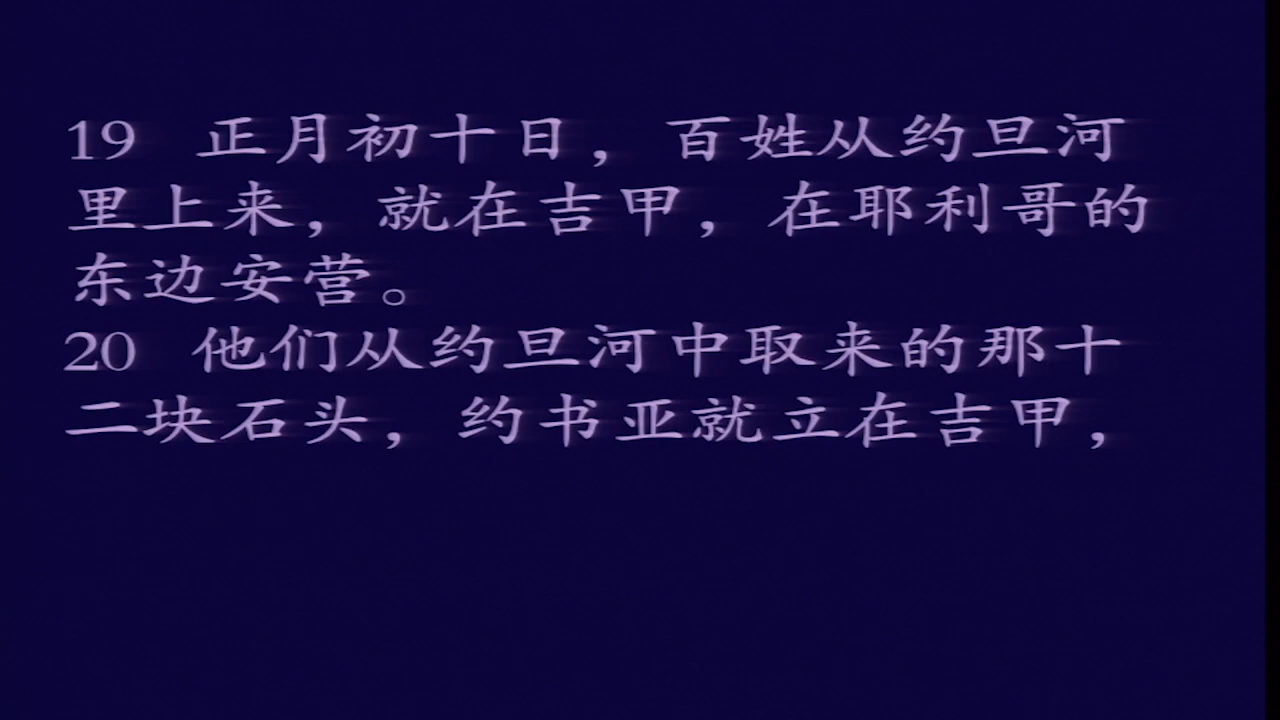 19 正月初十日，百姓从约旦河
里上来，就在吉甲，在耶利哥的
东边安营。
20 他们从约旦河中取来的那十
二块石头，约书亚就立在吉甲，